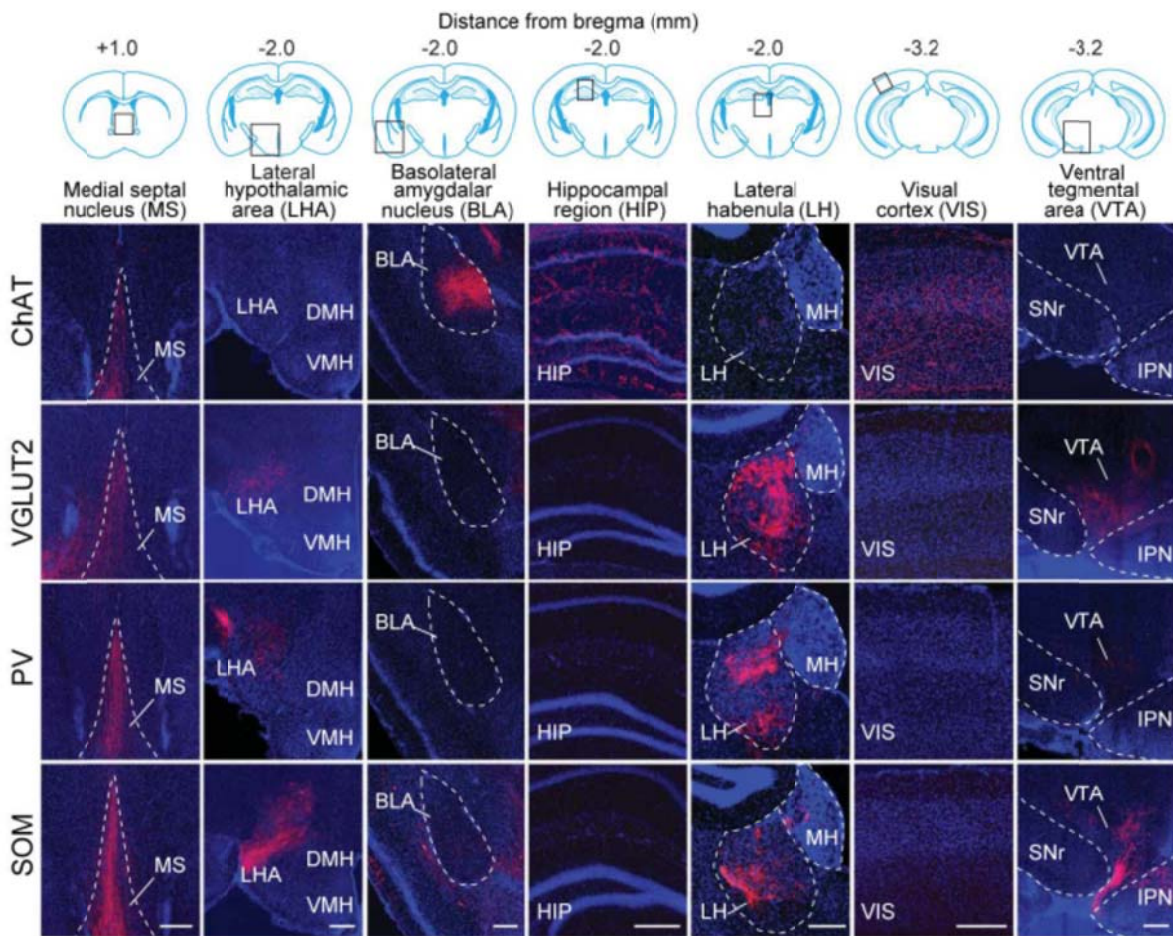 Distance from bregma (mm)
+1.0 -2.0 -2.0 -2.0 -2.0 -3.2 -3.2
Medial septal
nucleus (MS)
Lateral
hypothalamic
area (LHA)
Basolateral
amygdalar
nucleus (BLA)
Hippocampal
region (HIP)
Lateral
habenula (LH)
Visual
cortex (VIS)
Ventral
tegmental
area (VTA)
ChAT
MS
LHA
DMH
VMH
BLA
HIP
MH
LH
VIS
VTA
SNr
IPN
VGLUT2
MS
LHA
DMH
VMH
BLA
HIP
MH
LH
VIS
VTA
SNr
IPN
PV
MS
LHA
DMH
VMH
BLA
HIP
MH
LH
VIS
VTA
SNr
IPN
SOM
MS
LHA
DMH
VMH
BLA
HIP
MH
LH
VIS
VTA
SNr
IPN